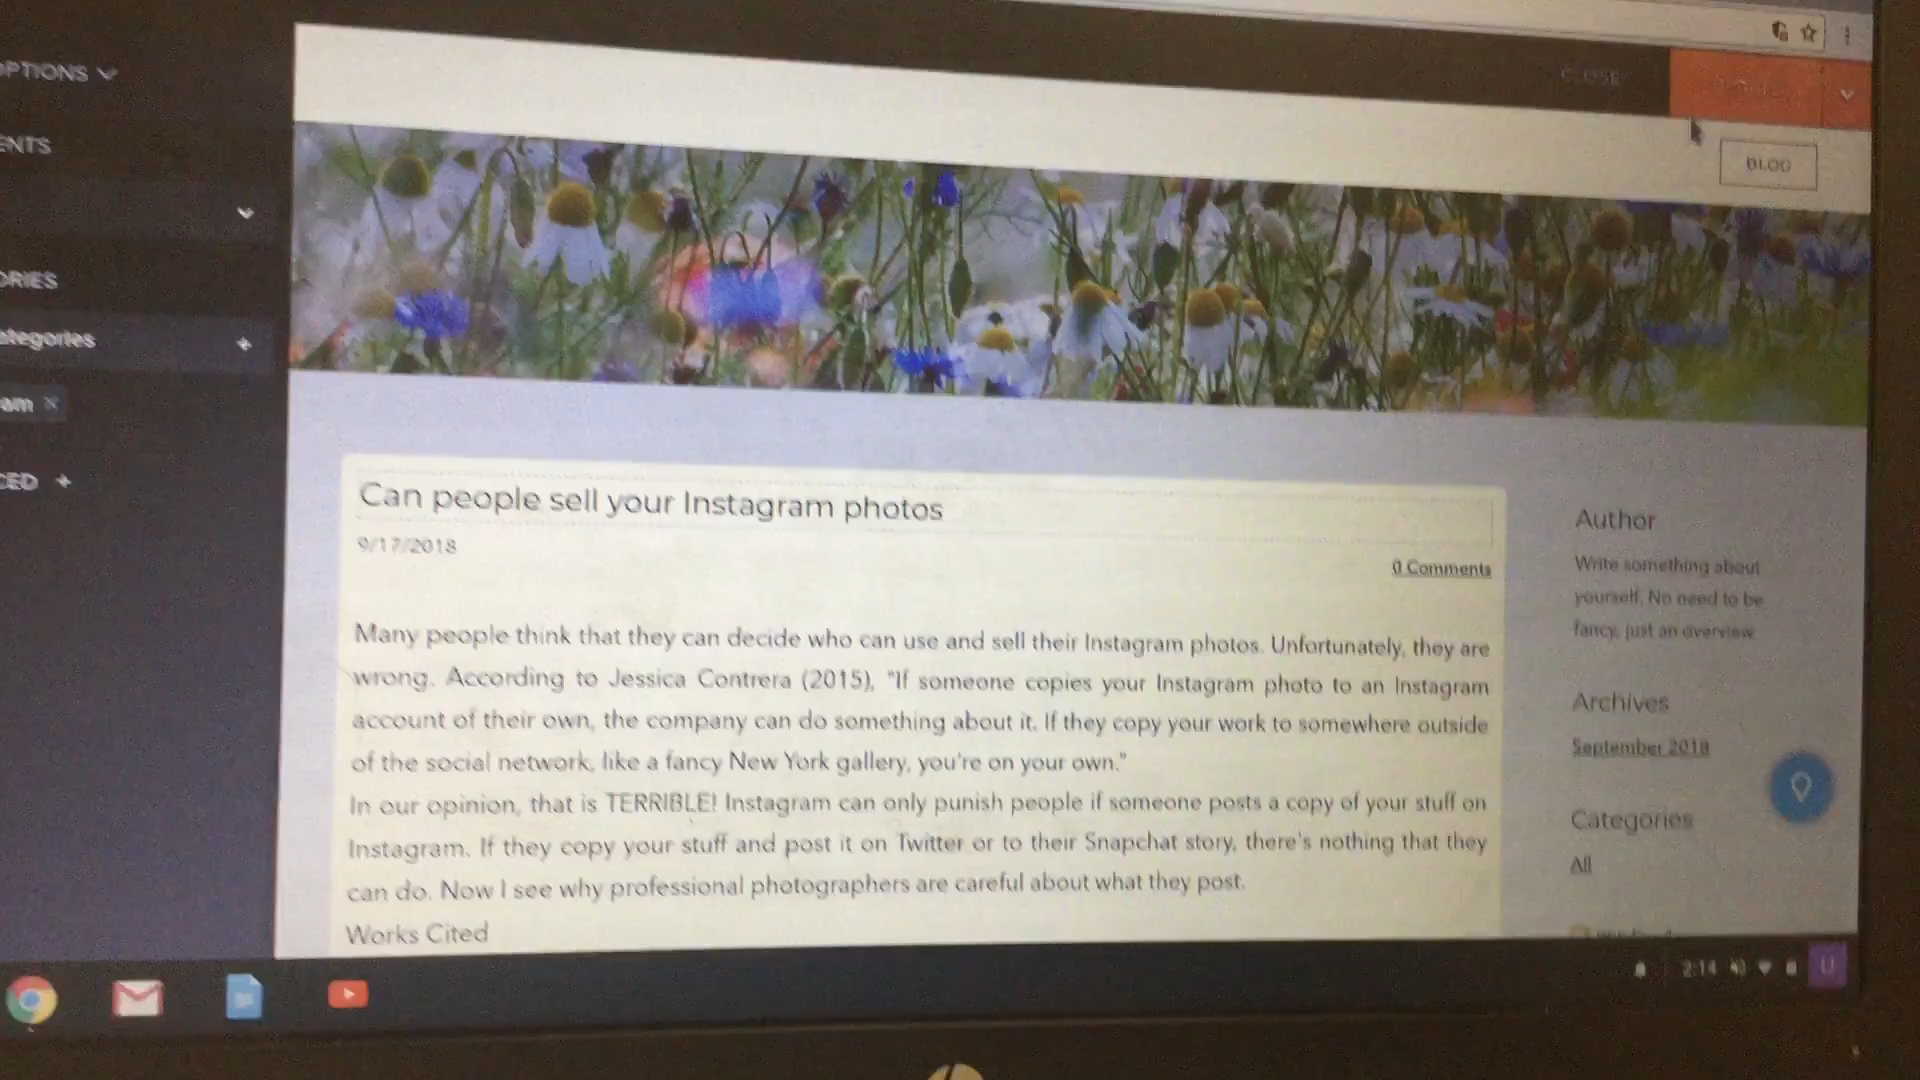 CLOSE
BLOG
Can people sell your Instagram photos
9/17/2018
0 Comments
Many people think that they can decide who can use and sell their Instagram photos. Unfortunately, they are
wrong. According to Jessica Contrera (2015), "If someone copies your Instagram photo to an Instagram
account of their own, the company can do something about it. If they copy your work to somewhere outside
of the social network, like a fancy New York gallery, you're on your own."
In our opinion, that is TERRIBLE! Instagram can only punish people if someone posts a copy of your stuff on
Instagram. If they copy your stuff and post it on Twitter or to their Snapchat story, there's nothing that they
can do. Now I see why professional photographers are careful about what they post.
Works Cited
Author
Write something about
yourself. No need to be
fancy, just an overview
Archives
September 2018
Categories
All
2:14
U
PTIONS
ENTS
ORIES
ategories
am
CED